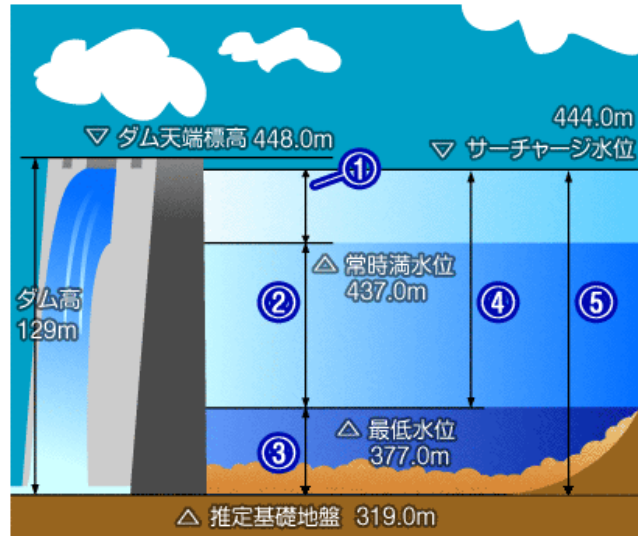 444.0m
▽ ダム天端標高 448.0m
▽ サーチャージ水位
①
△ 常時満水位
437.0m
ダム高
129m
②
④
⑤
△ 最低水位
377.0m
③
△ 推定基礎地盤 319.0m